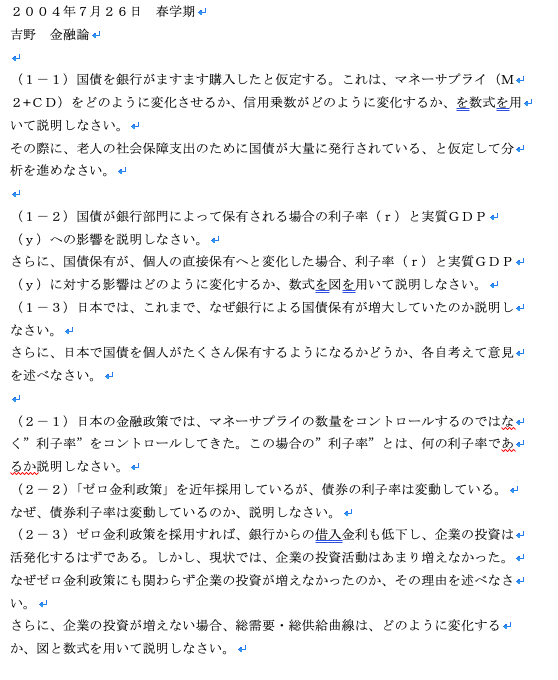 ２００４年７月２６日　春学期
吉野　金融論
（１－１）国債を銀行がますます購入したと仮定する。これは、マネーサプライ（Ｍ
２+ＣＤ）をどのように変化させるか、信用乗数がどのように変化するか、を数式を用
いて説明しなさい。
その際に、老人の社会保障支出のために国債が大量に発行されている、と仮定して分
析を進めなさい。
（１－２）国債が銀行部門によって保有される場合の利子率（ｒ）と実質ＧＤＰ
（ｙ）への影響を説明しなさい。
さらに、国債保有が、個人の直接保有へと変化した場合、利子率（ｒ）と実質ＧＤＰ
（ｙ）に対する影響はどのように変化するか、数式を図を用いて説明しなさい。
（１－３）日本では、これまで、なぜ銀行による国債保有が増大していたのか説明し
なさい。
さらに、日本で国債を個人がたくさん保有するようになるかどうか、各自考えて意見
を述べなさい。
（２－１）日本の金融政策では、マネーサプライの数量をコントロールするのではな
く”利子率”をコントロールしてきた。この場合の”利子率”とは、何の利子率であ
るか説明しなさい。
（２－２）「ゼロ金利政策」を近年採用しているが、債券の利子率は変動している。
なぜ、債券利子率は変動しているのか、説明しなさい。
（２－３）ゼロ金利政策を採用すれば、銀行からの借入金利も低下し、企業の投資は
活発化するはずである。しかし、現状では、企業の投資活動はあまり増えなかった。
なぜゼロ金利政策にも関わらず企業の投資が増えなかったのか、その理由を述べなさ
い。
さらに、企業の投資が増えない場合、総需要・総供給曲線は、どのように変化する
か、図と数式を用いて説明しなさい。